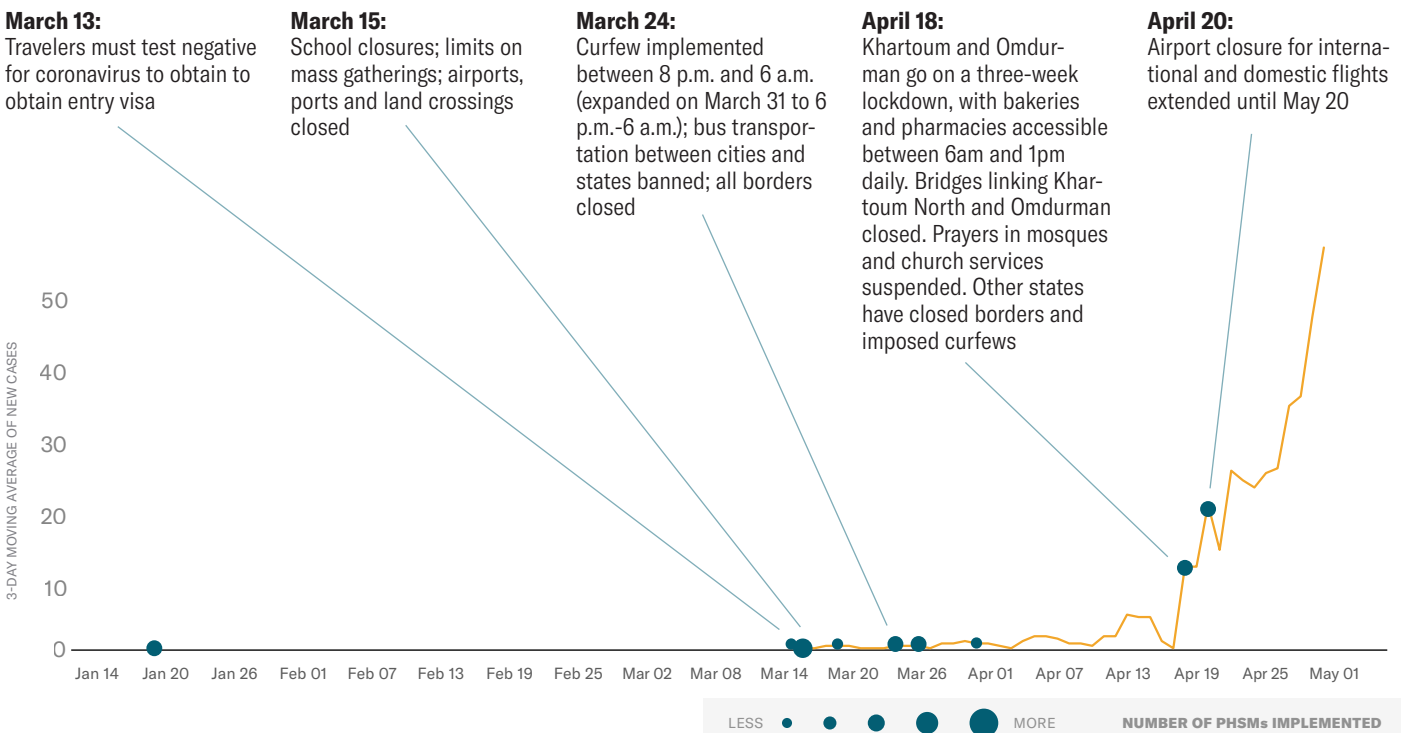 March 13:
Travelers must test negative
for coronavirus to obtain to
obtain entry visa
March 15:
School closures; limits on
mass gatherings; airports,
ports and land crossings
closed
March 24:
Curfew implemented
between 8 p.m. and 6 a.m.
(expanded on March 31 to 6
p.m.-6 a.m.); bus transpor-
tation between cities and
states banned; all borders
closed
April 18:
Khartoum and Omdur-
man go on a three-week
lockdown, with bakeries
and pharmacies accessible
between 6am and 1pm
daily. Bridges linking Khar-
toum North and Omdurman
closed. Prayers in mosques
and church services
suspended. Other states
have closed borders and
imposed curfews
April 20:
Airport closure for interna-
tional and domestic flights
extended until May 20
3-DAY MOVING AVERAGE OF NEW CASES
50
40
30
20
10
0
Jan 14 Jan 20 Jan 26 Feb 01 Feb 07 Feb 13 Feb 19 Feb 25 Mar 02 Mar 08 Mar 14 Mar 20 Mar 26 Apr 01 Apr 07 Apr 13 Apr 19 Apr 25 May 01
LESS MORE NUMBER OF PHSMs IMPLEMENTED